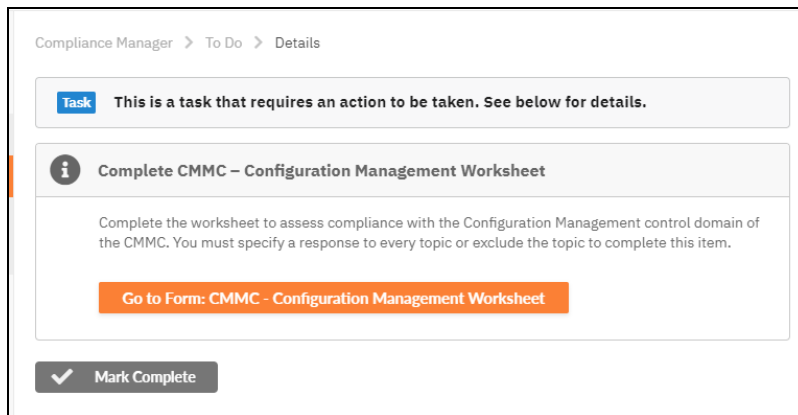 Compliance Manager > To Do > Details
Task This is a task that requires an action to be taken. See below for details.
Complete CMMC – Configuration Management Worksheet
Complete the worksheet to assess compliance with the Configuration Management control domain of
the CMMC. You must specify a response to every topic or exclude the topic to complete this item.
Go to Form: CMMC - Configuration Management Worksheet
Mark Complete